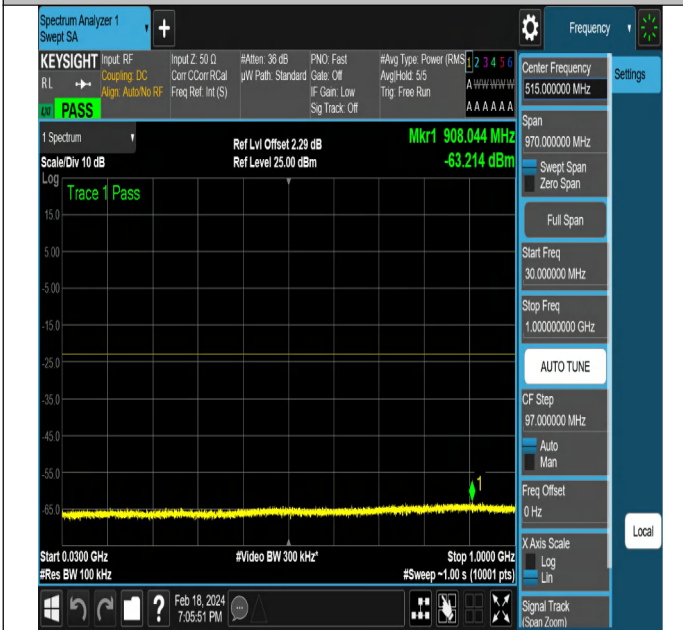 Spectrum Analyzer 1
Swept SA
+
Frequency
KEYSIGHT
RL
LXI PASS
Input: RF
Coupling: DC
Align: Auto/No RF
Input Z: 50 Ω
Corr CCorr RCal
Freq Ref: Int (S)
#Atten: 36 dB
µW Path: Standard
PNO: Fast
Gate: Off
IF Gain: Low
Sig Track: Off
#Avg Type: Power (RMS
Avg|Hold: 5/5
Trig: Free Run
1 2 3 4 5 6
A W W W W W
A A A A A A
1 Spectrum
Scale/Div 10 dB
Ref Lvl Offset 2.29 dB
Ref Level 25.00 dBm
Mkr1 908.044 MHz
-63.214 dBm
Log
Trace 1 Pass
15.0
5.00
-5.00
-15.0
-25.0
-35.0
-45.0
-55.0
-65.0
1
Start 0.0300 GHz
#Res BW 100 kHz
#Video BW 300 kHz*
Stop 1.0000 GHz
#Sweep ~1.00 s (10001 pts)
Center Frequency
515.000000 MHz
Settings
Span
970.000000 MHz
Swept Span
Zero Span
Full Span
Start Freq
30.000000 MHz
Stop Freq
1.000000000 GHz
AUTO TUNE
CF Step
97.000000 MHz
Auto
Man
Freq Offset
0 Hz
X Axis Scale
Log
Lin
Local
Signal Track
(Span Zoom)
?
Feb 18, 2024
7:05:51 PM